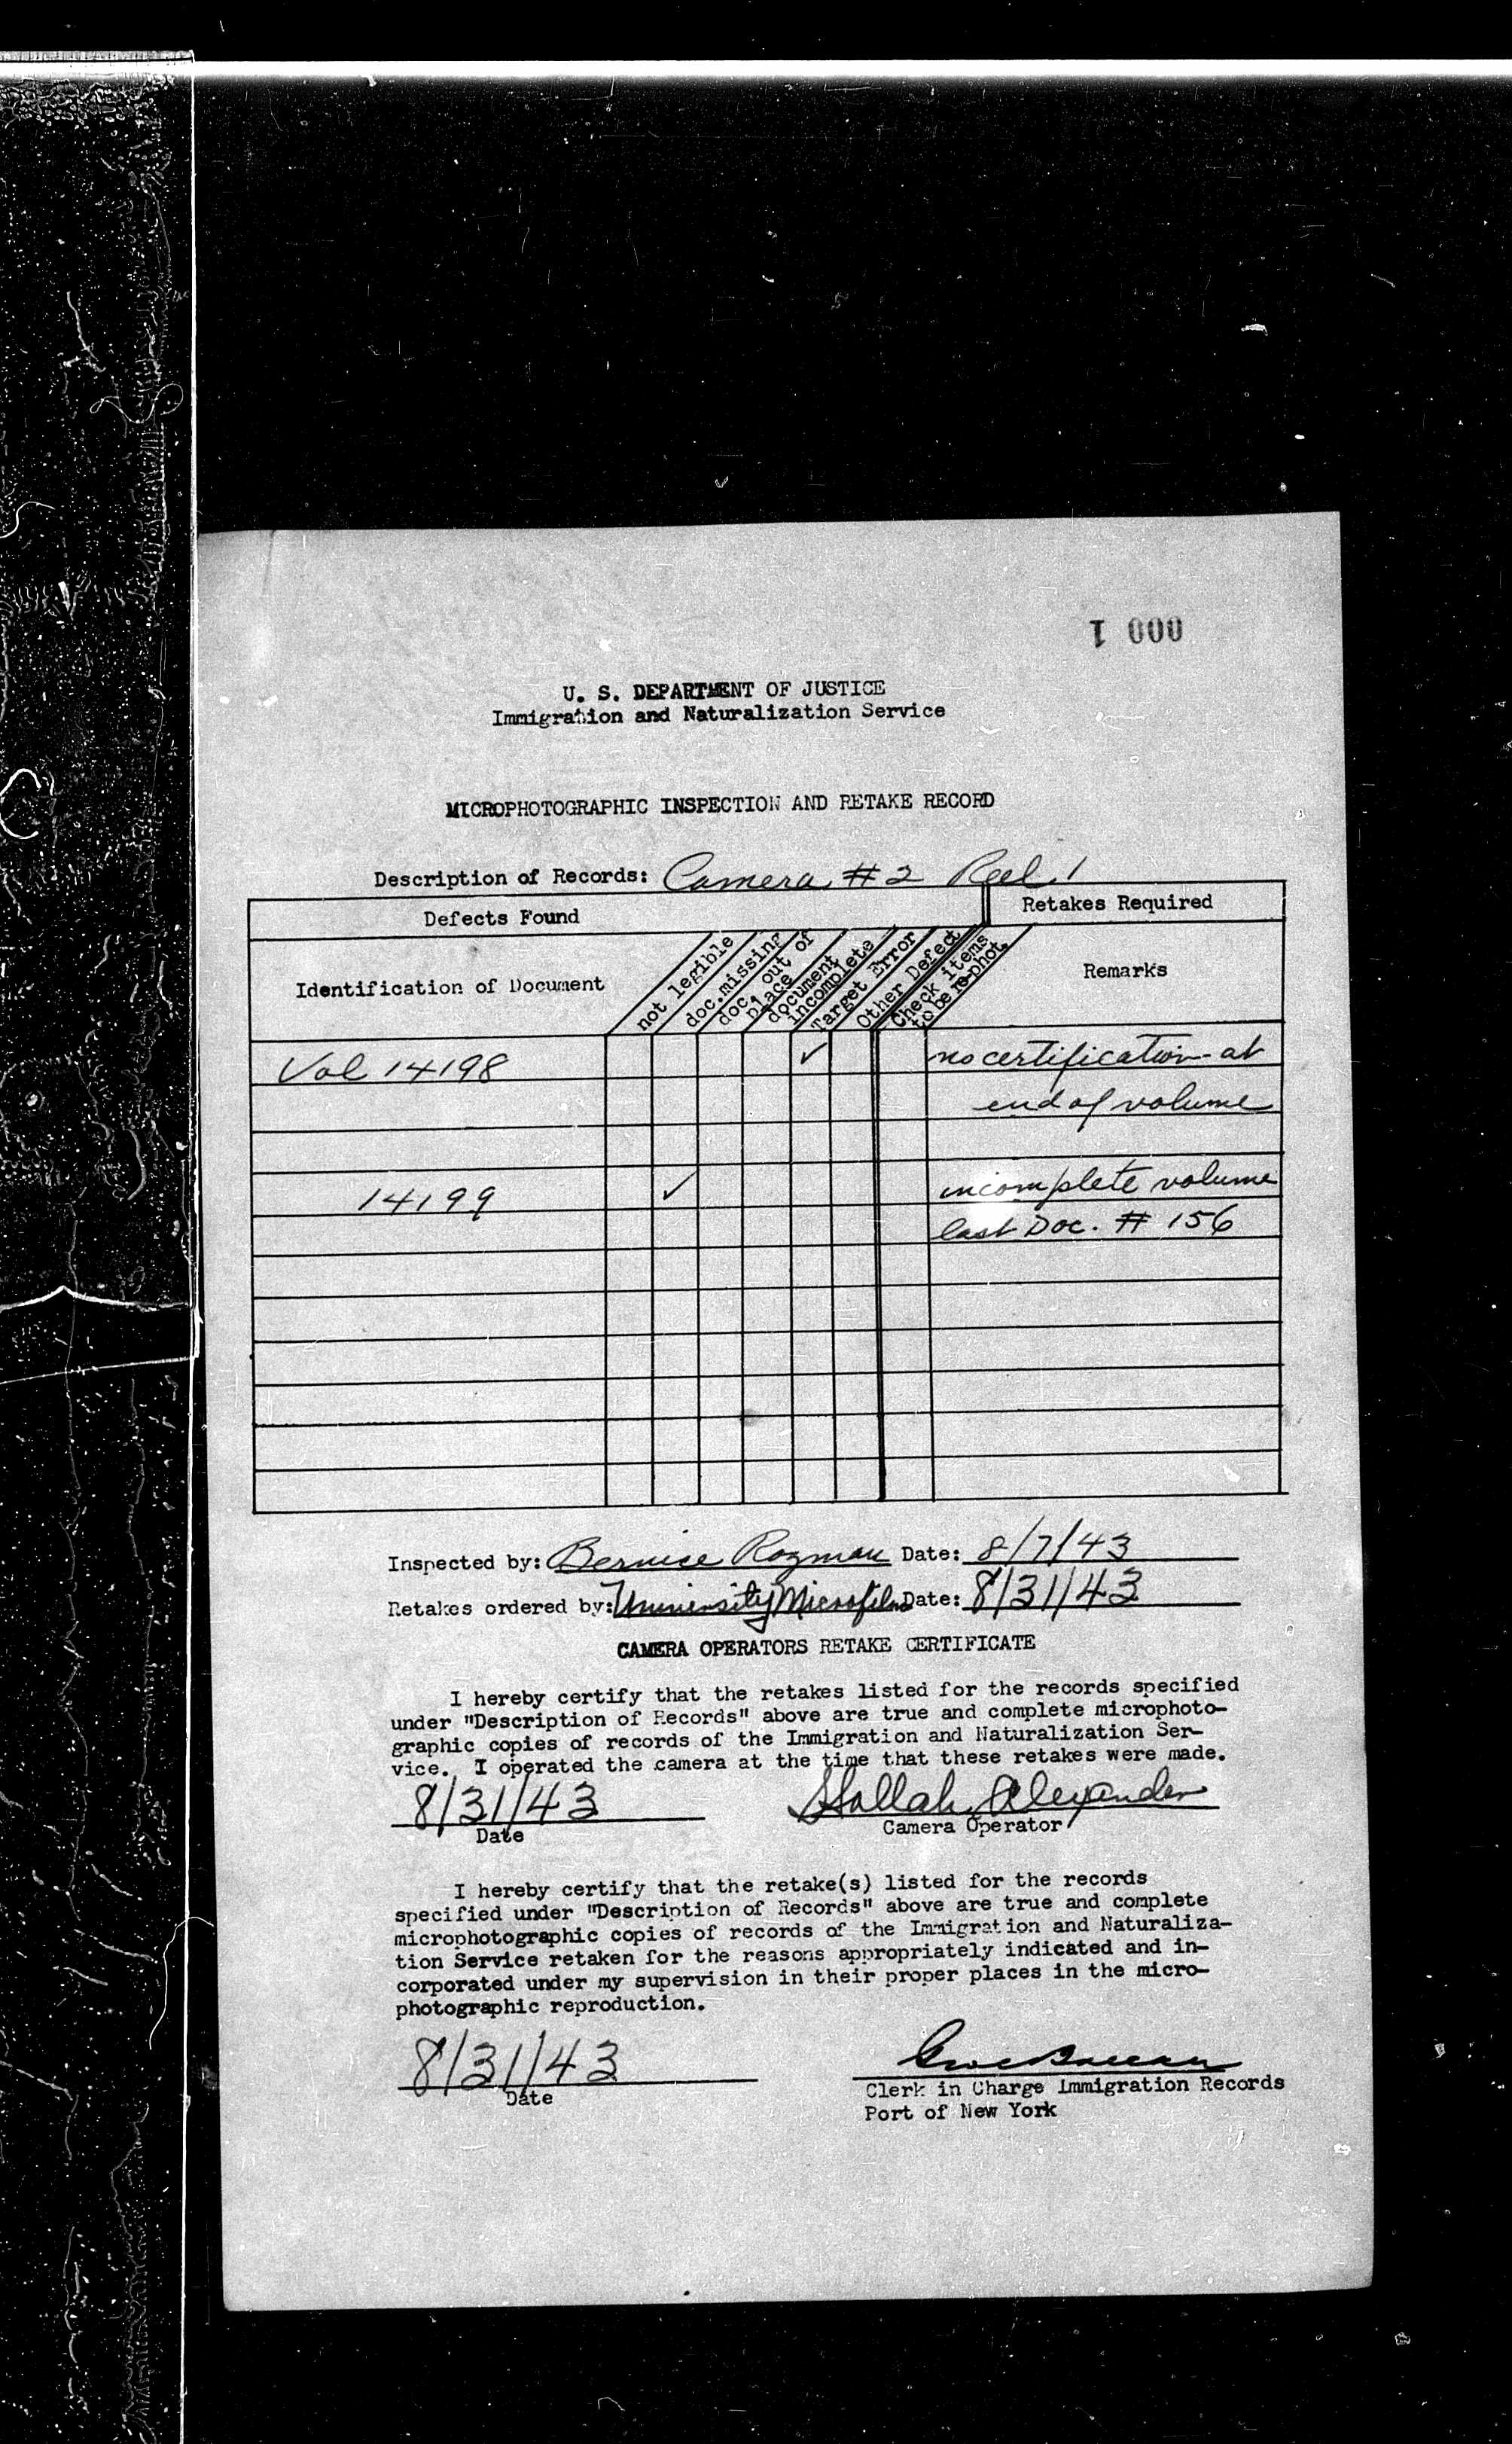 000 1
U. S. DEPARTMENT OF JUSTICE
Immigration and Naturalization Service
MICROPHOTOGRAPHIC INSPECTION AND RETAKE RECORD
Description of Records: Camera #2 Reel 1
Defects Found
Retakes Required
Identification of Document
not legible
doc. missing
doc. out of
place
document
incomplete
Target Error
Other Defect
Check items
to be re-phot.
Remarks
Vol 14198 ✓ no certification at
end of volume
14199 ✓ incomplete volume
last Doc. # 156
Inspected by: Bernice Rozman Date: 8/7/43
Retakes ordered by: University Microfilms Date: 8/31/43
CAMERA OPERATORS RETAKE CERTIFICATE
I hereby certify that the retakes listed for the records specified
under "Description of Records" above are true and complete microphoto-
graphic copies of records of the Immigration and Naturalization Ser-
vice. I operated the camera at the time that these retakes were made.
8/31/43 Hallah Alexander
Date
Camera Operator
I hereby certify that the retake(s) listed for the records
specified under "Description of Records" above are true and complete
microphotographic copies of records of the Immigration and Naturaliza-
tion Service retaken for the reasons appropriately indicated and in-
corporated under my supervision in their proper places in the micro-
photographic reproduction.
8/31/43
Date
Clerk in Charge Immigration Records
Port of New York